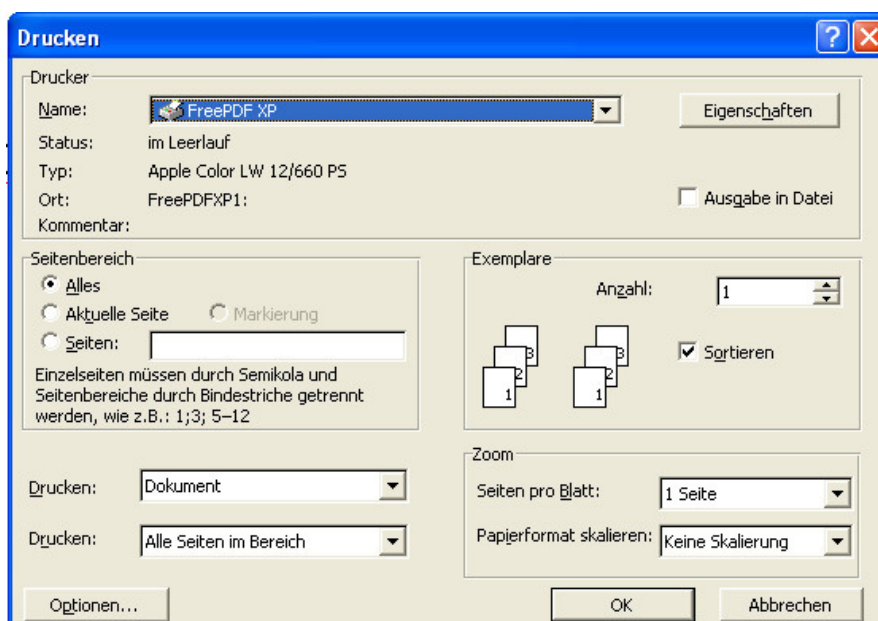 Drucken
Drucker
Name: FreePDF XP Eigenschaften
Status: im Leerlauf
Typ: Apple Color LW 12/660 PS
Ort: FreePDFXP1: Ausgabe in Datei
Kommentar:
Seitenbereich
Alles
Aktuelle Seite Markierung
Seiten:
Einzelseiten müssen durch Semikola und
Seitenbereiche durch Bindestriche getrennt
werden, wie z.B.: 1;3; 5–12
Exemplare
Anzahl: 1
3 3
2 2
1 1
Sortieren
Drucken: Dokument
Drucken: Alle Seiten im Bereich
Zoom
Seiten pro Blatt: 1 Seite
Papierformat skalieren: Keine Skalierung
Optionen... OK Abbrechen